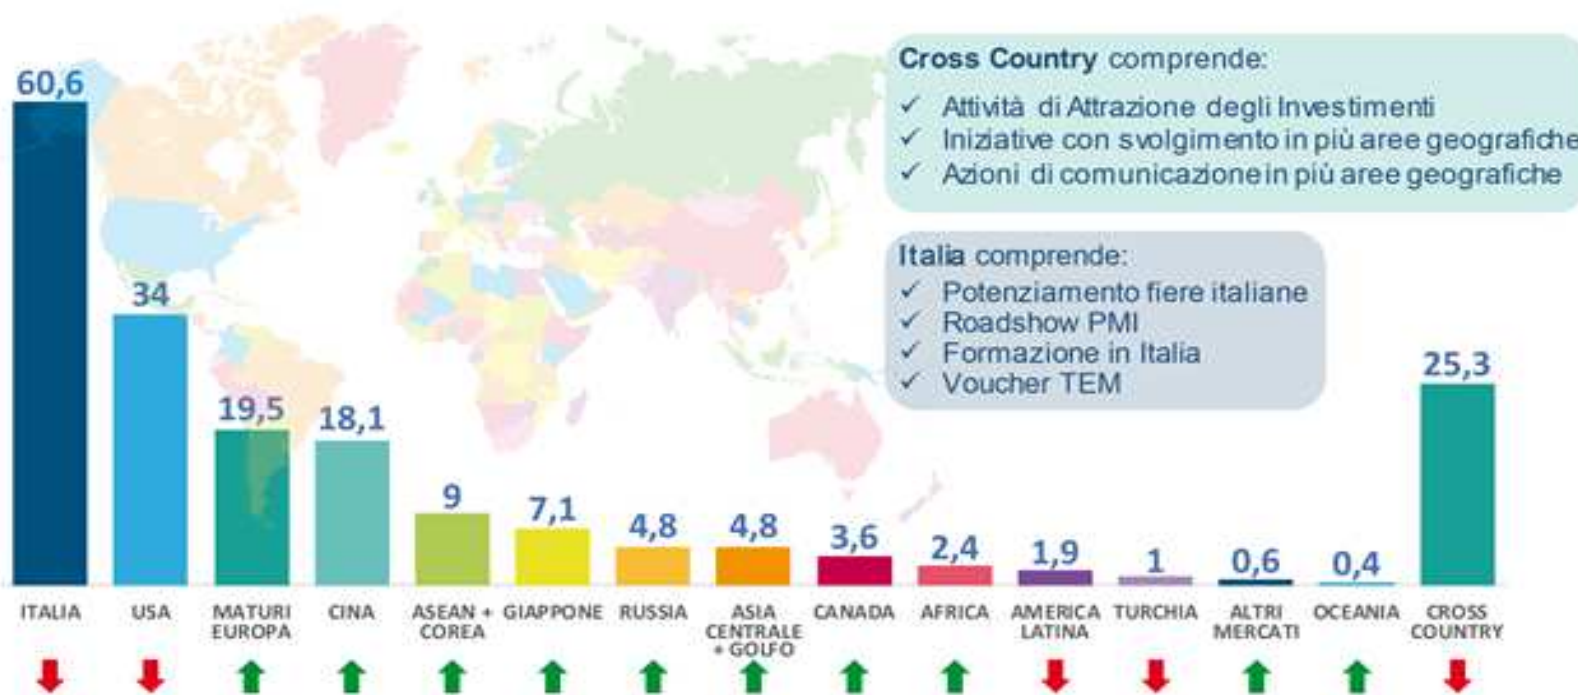 60,6
34
19,5
18,1
9
7,1
4,8
4,8
3,6
2,4
1,9
1
0,6
0,4
25,3
Cross Country comprende:
✓ Attività di Attrazione degli Investimenti
✓ Iniziative con svolgimento in più aree geografiche
✓ Azioni di comunicazione in più aree geografiche
Italia comprende:
✓ Potenziamento fiere italiane
✓ Roadshow PMI
✓ Formazione in Italia
✓ Voucher TEM
ITALIA
USA
MATURI
EUROPA
CINA
ASEAN +
COREA
GIAPPONE
RUSSIA
ASIA
CENTRALE
+ GOLFO
CANADA
AFRICA
AMERICA
LATINA
TURCHIA
ALTRI
MERCATI
OCEANIA
CROSS
COUNTRY